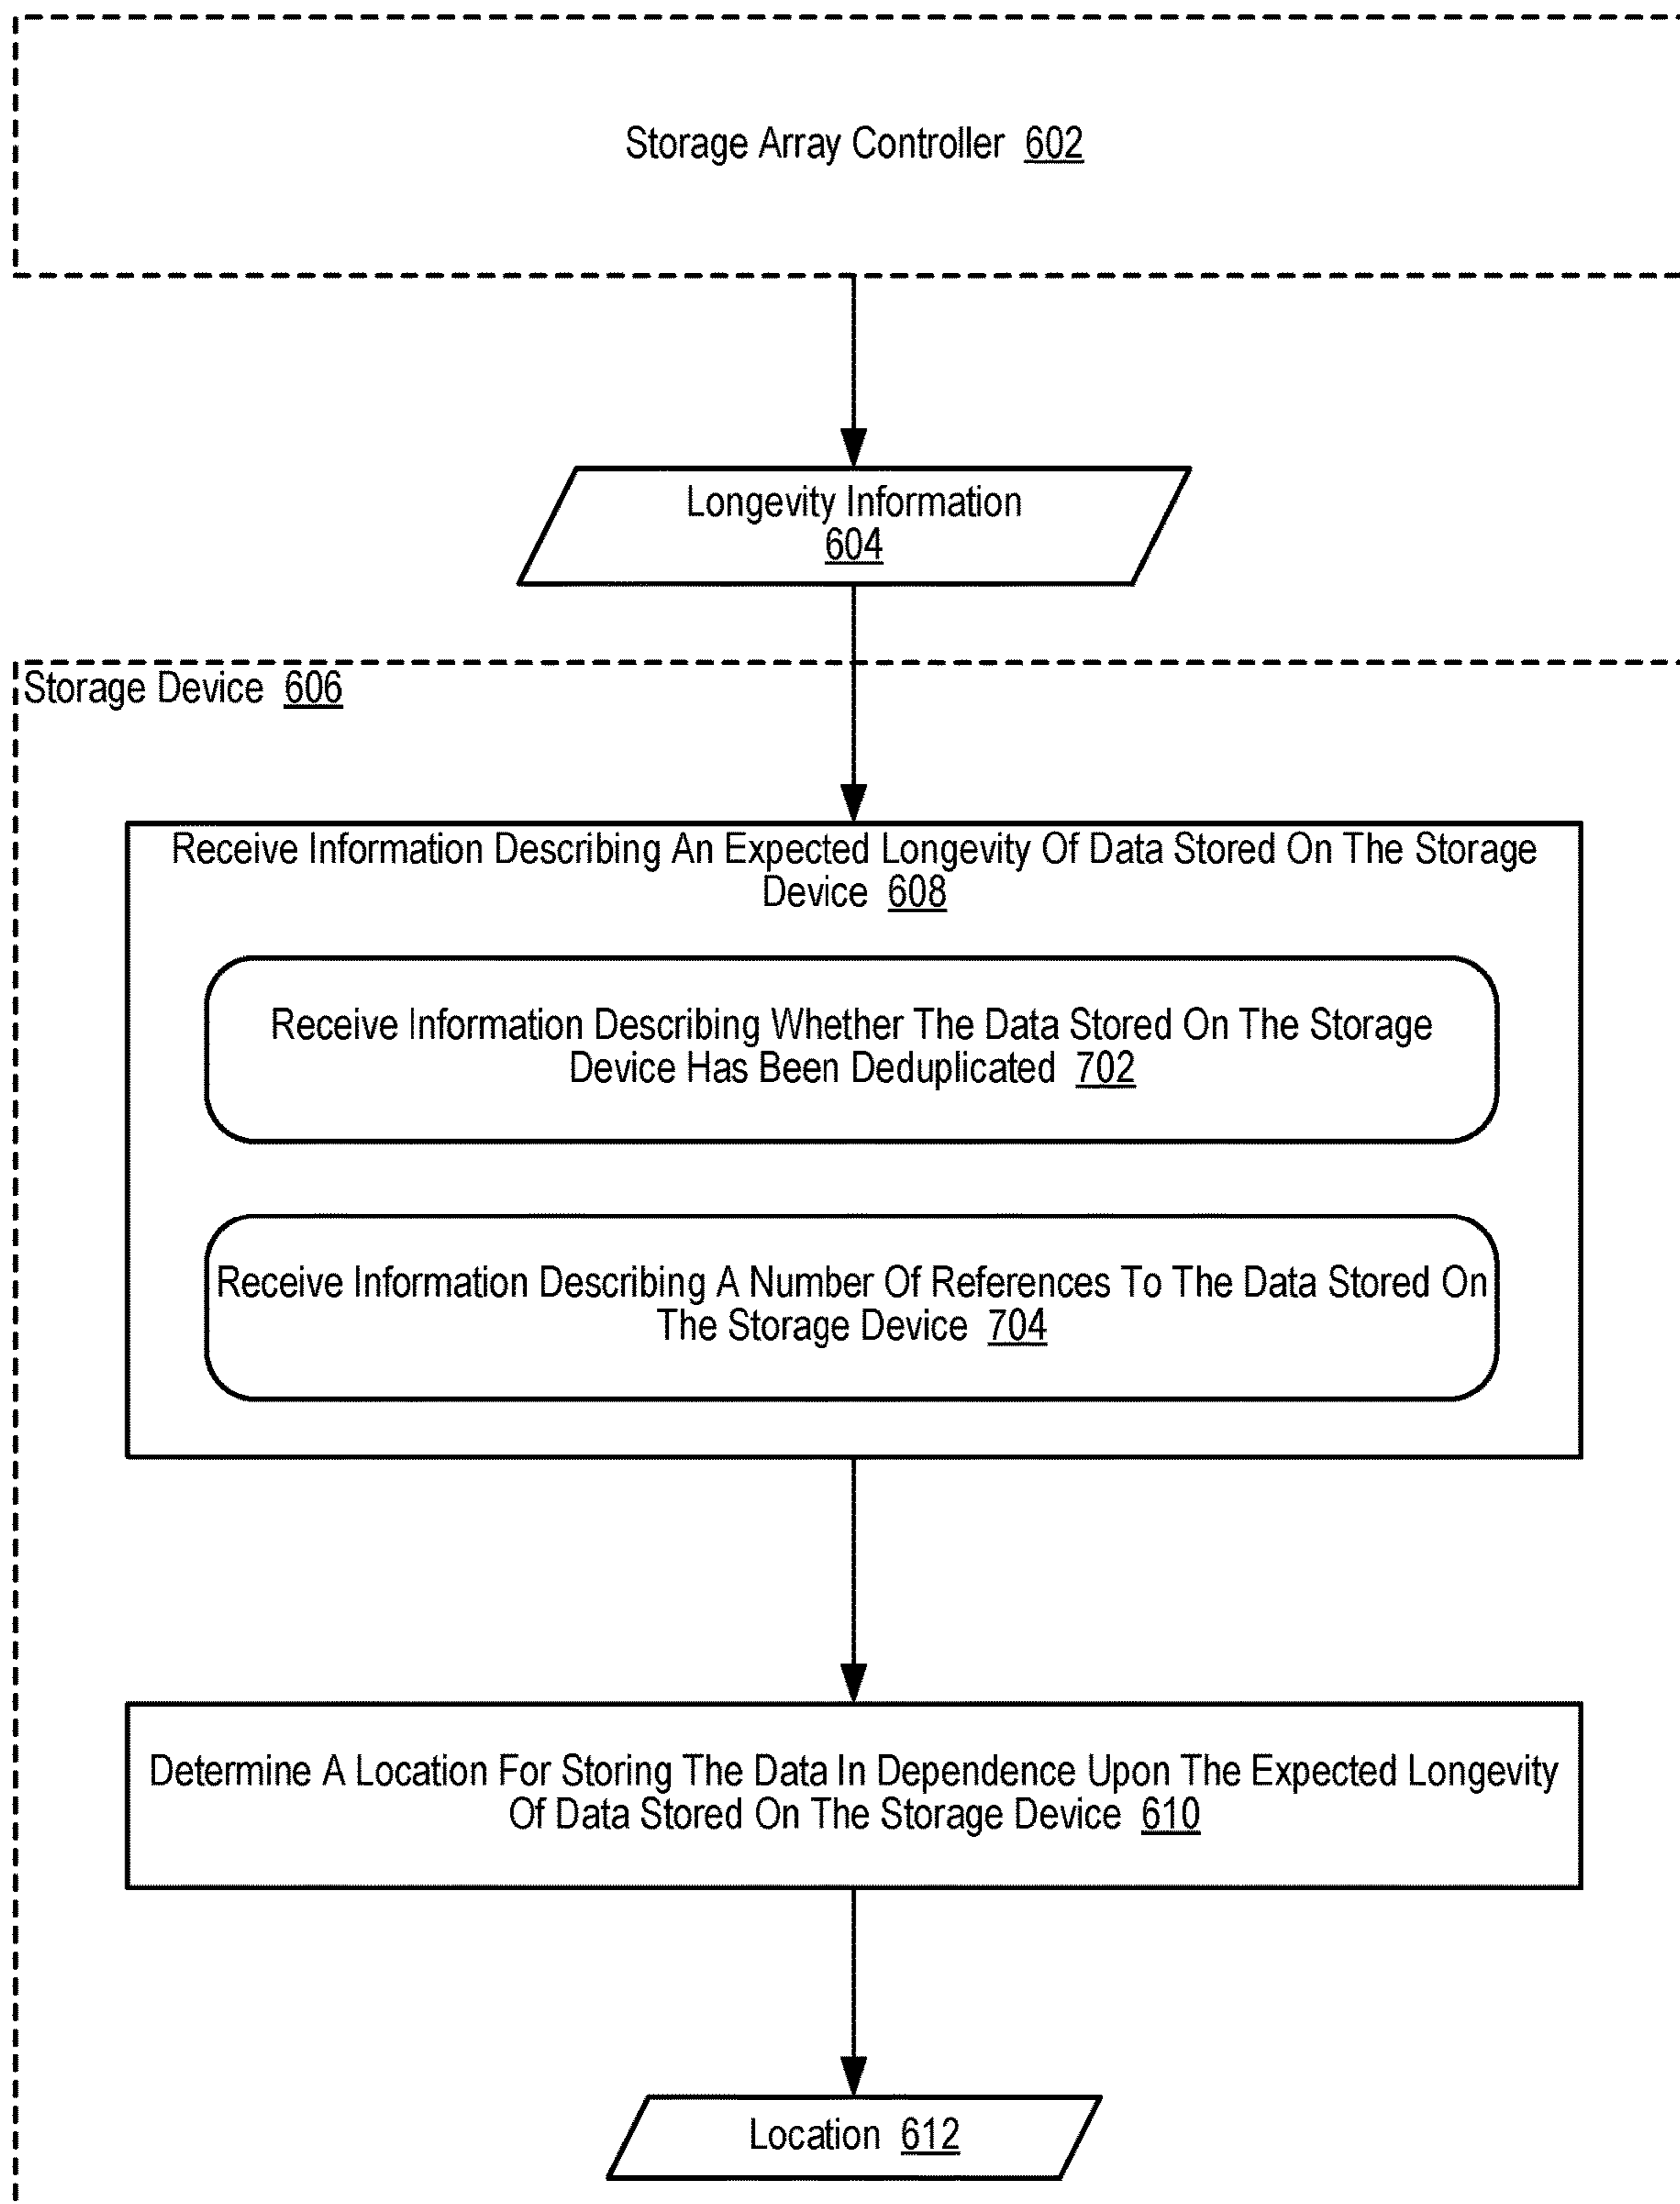 Storage Array Controller 602
Longevity Information
604
Storage Device 606
Receive Information Describing An Expected Longevity Of Data Stored On The Storage
Device 608
Receive Information Describing Whether The Data Stored On The Storage
Device Has Been Deduplicated 702
Receive Information Describing A Number Of References To The Data Stored On
The Storage Device 704
Determine A Location For Storing The Data In Dependence Upon The Expected Longevity
Of Data Stored On The Storage Device 610
Location 612